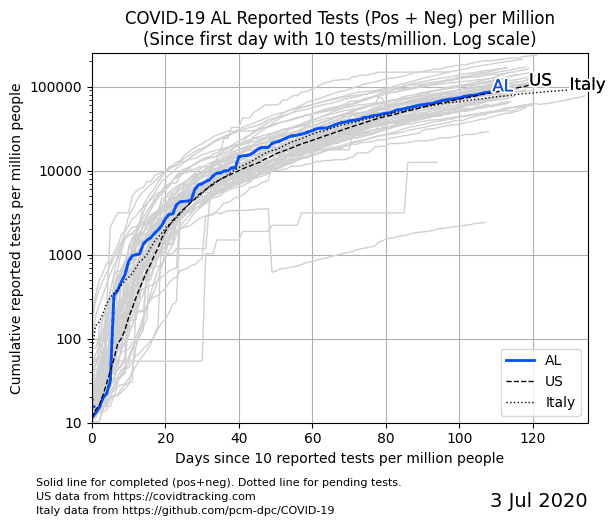 COVID-19 AL Reported Tests (Pos + Neg) per Million
(Since first day with 10 tests/million. Log scale)
Cumulative reported tests per million people
100000
10000
1000
100
10
AL
US
Italy
AL
US
Italy
0 20 40 60 80 100 120
Days since 10 reported tests per million people
Solid line for completed (pos+neg). Dotted line for pending tests.
US data from https://covidtracking.com
Italy data from https://github.com/pcm-dpc/COVID-19
3 Jul 2020